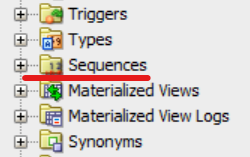 Triggers
Types
Sequences
Materialized Views
Materialized View Logs
Synonyms